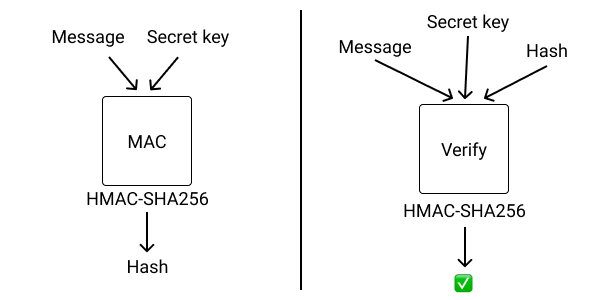 Message
Secret key
MAC
HMAC-SHA256
Hash
Secret key
Message
Hash
Verify
HMAC-SHA256